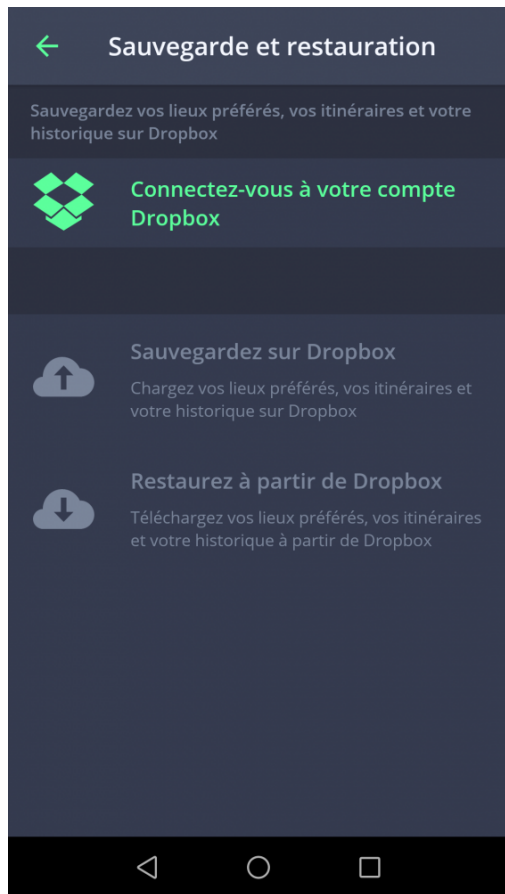 Sauvegarde et restauration
Sauvegardez vos lieux préférés, vos itinéraires et votre
historique sur Dropbox
Connectez-vous à votre compte
Dropbox
Sauvegardez sur Dropbox
Chargez vos lieux préférés, vos itinéraires et
votre historique sur Dropbox
Restaurez à partir de Dropbox
Téléchargez vos lieux préférés, vos itinéraires
et votre historique à partir de Dropbox